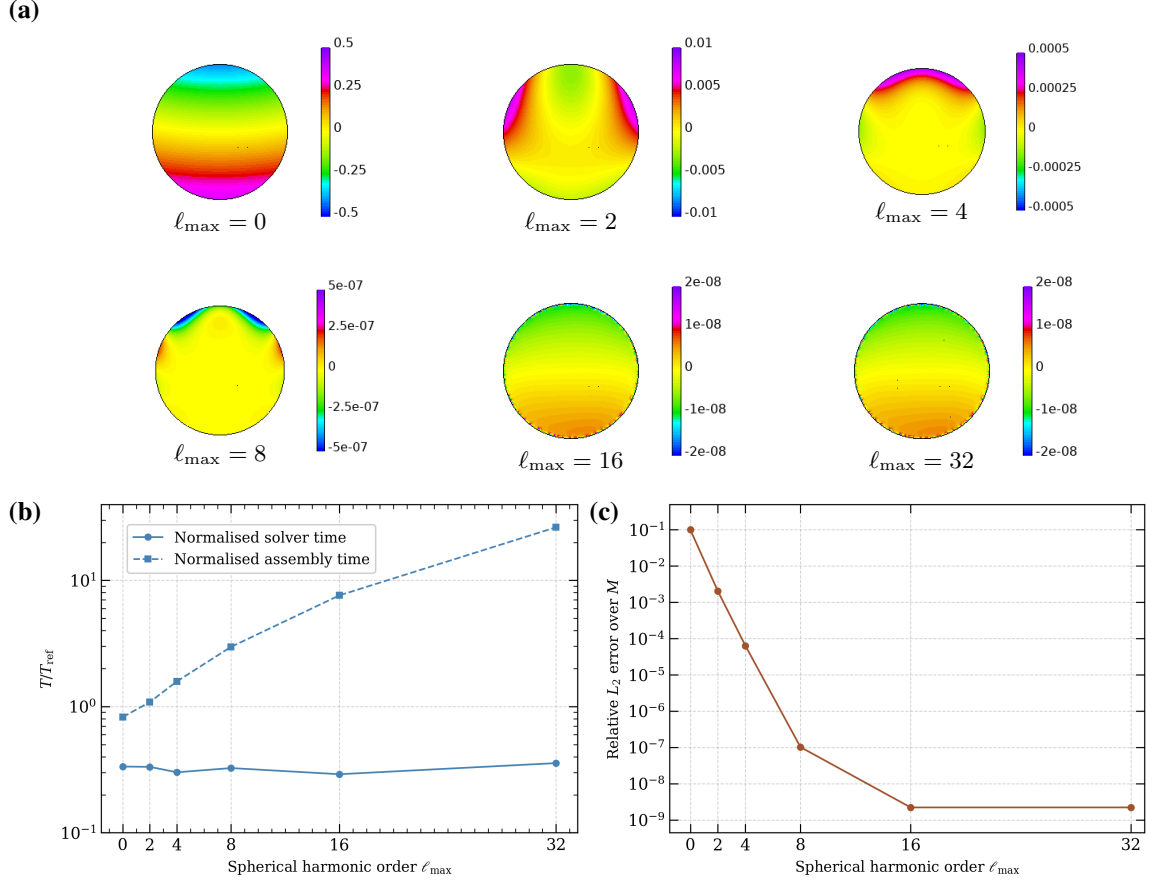 (a)
0.5
0.25
0
-0.25
-0.5
ℓmax = 0
0.01
0.005
0
-0.005
-0.01
ℓmax = 2
0.0005
0.00025
0
-0.00025
-0.0005
ℓmax = 4
5e-07
2.5e-07
0
-2.5e-07
-5e-07
ℓmax = 8
2e-08
1e-08
0
-1e-08
-2e-08
ℓmax = 16
2e-08
1e-08
0
-1e-08
-2e-08
ℓmax = 32
(b)
Normalised solver time
Normalised assembly time
10¹
10⁰
10⁻¹
T/Tref
0 2 4 8 16 32
Spherical harmonic order ℓmax
(c)
10⁻¹
10⁻²
10⁻³
10⁻⁴
10⁻⁵
10⁻⁶
10⁻⁷
10⁻⁸
10⁻⁹
Relative L₂ error over M
0 2 4 8 16 32
Spherical harmonic order ℓmax